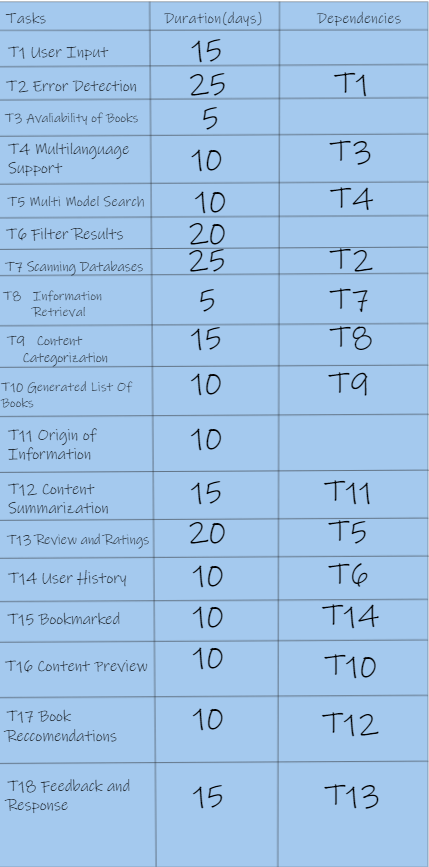 Tasks Duration(days) Dependencies
T1 User Input 15
T2 Error Detection 25 T1
T3 Avaliability of Books 5
T4 Multilanguage
Support 10 T3
T5 Multi Model Search 10 T4
T6 Filter Results 20
T7 Scanning Databases 25 T2
T8 Information
Retrieval 5 T7
T9 Content
Categorization 15 T8
T10 Generated List Of
Books 10 T9
T11 Origin of
Information 10
T12 Content
Summarization 15 T11
T13 Review and Ratings 20 T5
T14 User History 10 T6
T15 Bookmarked 10 T14
T16 Content Preview 10 T10
T17 Book
Reccomendations 10 T12
T18 Feedback and
Response 15 T13